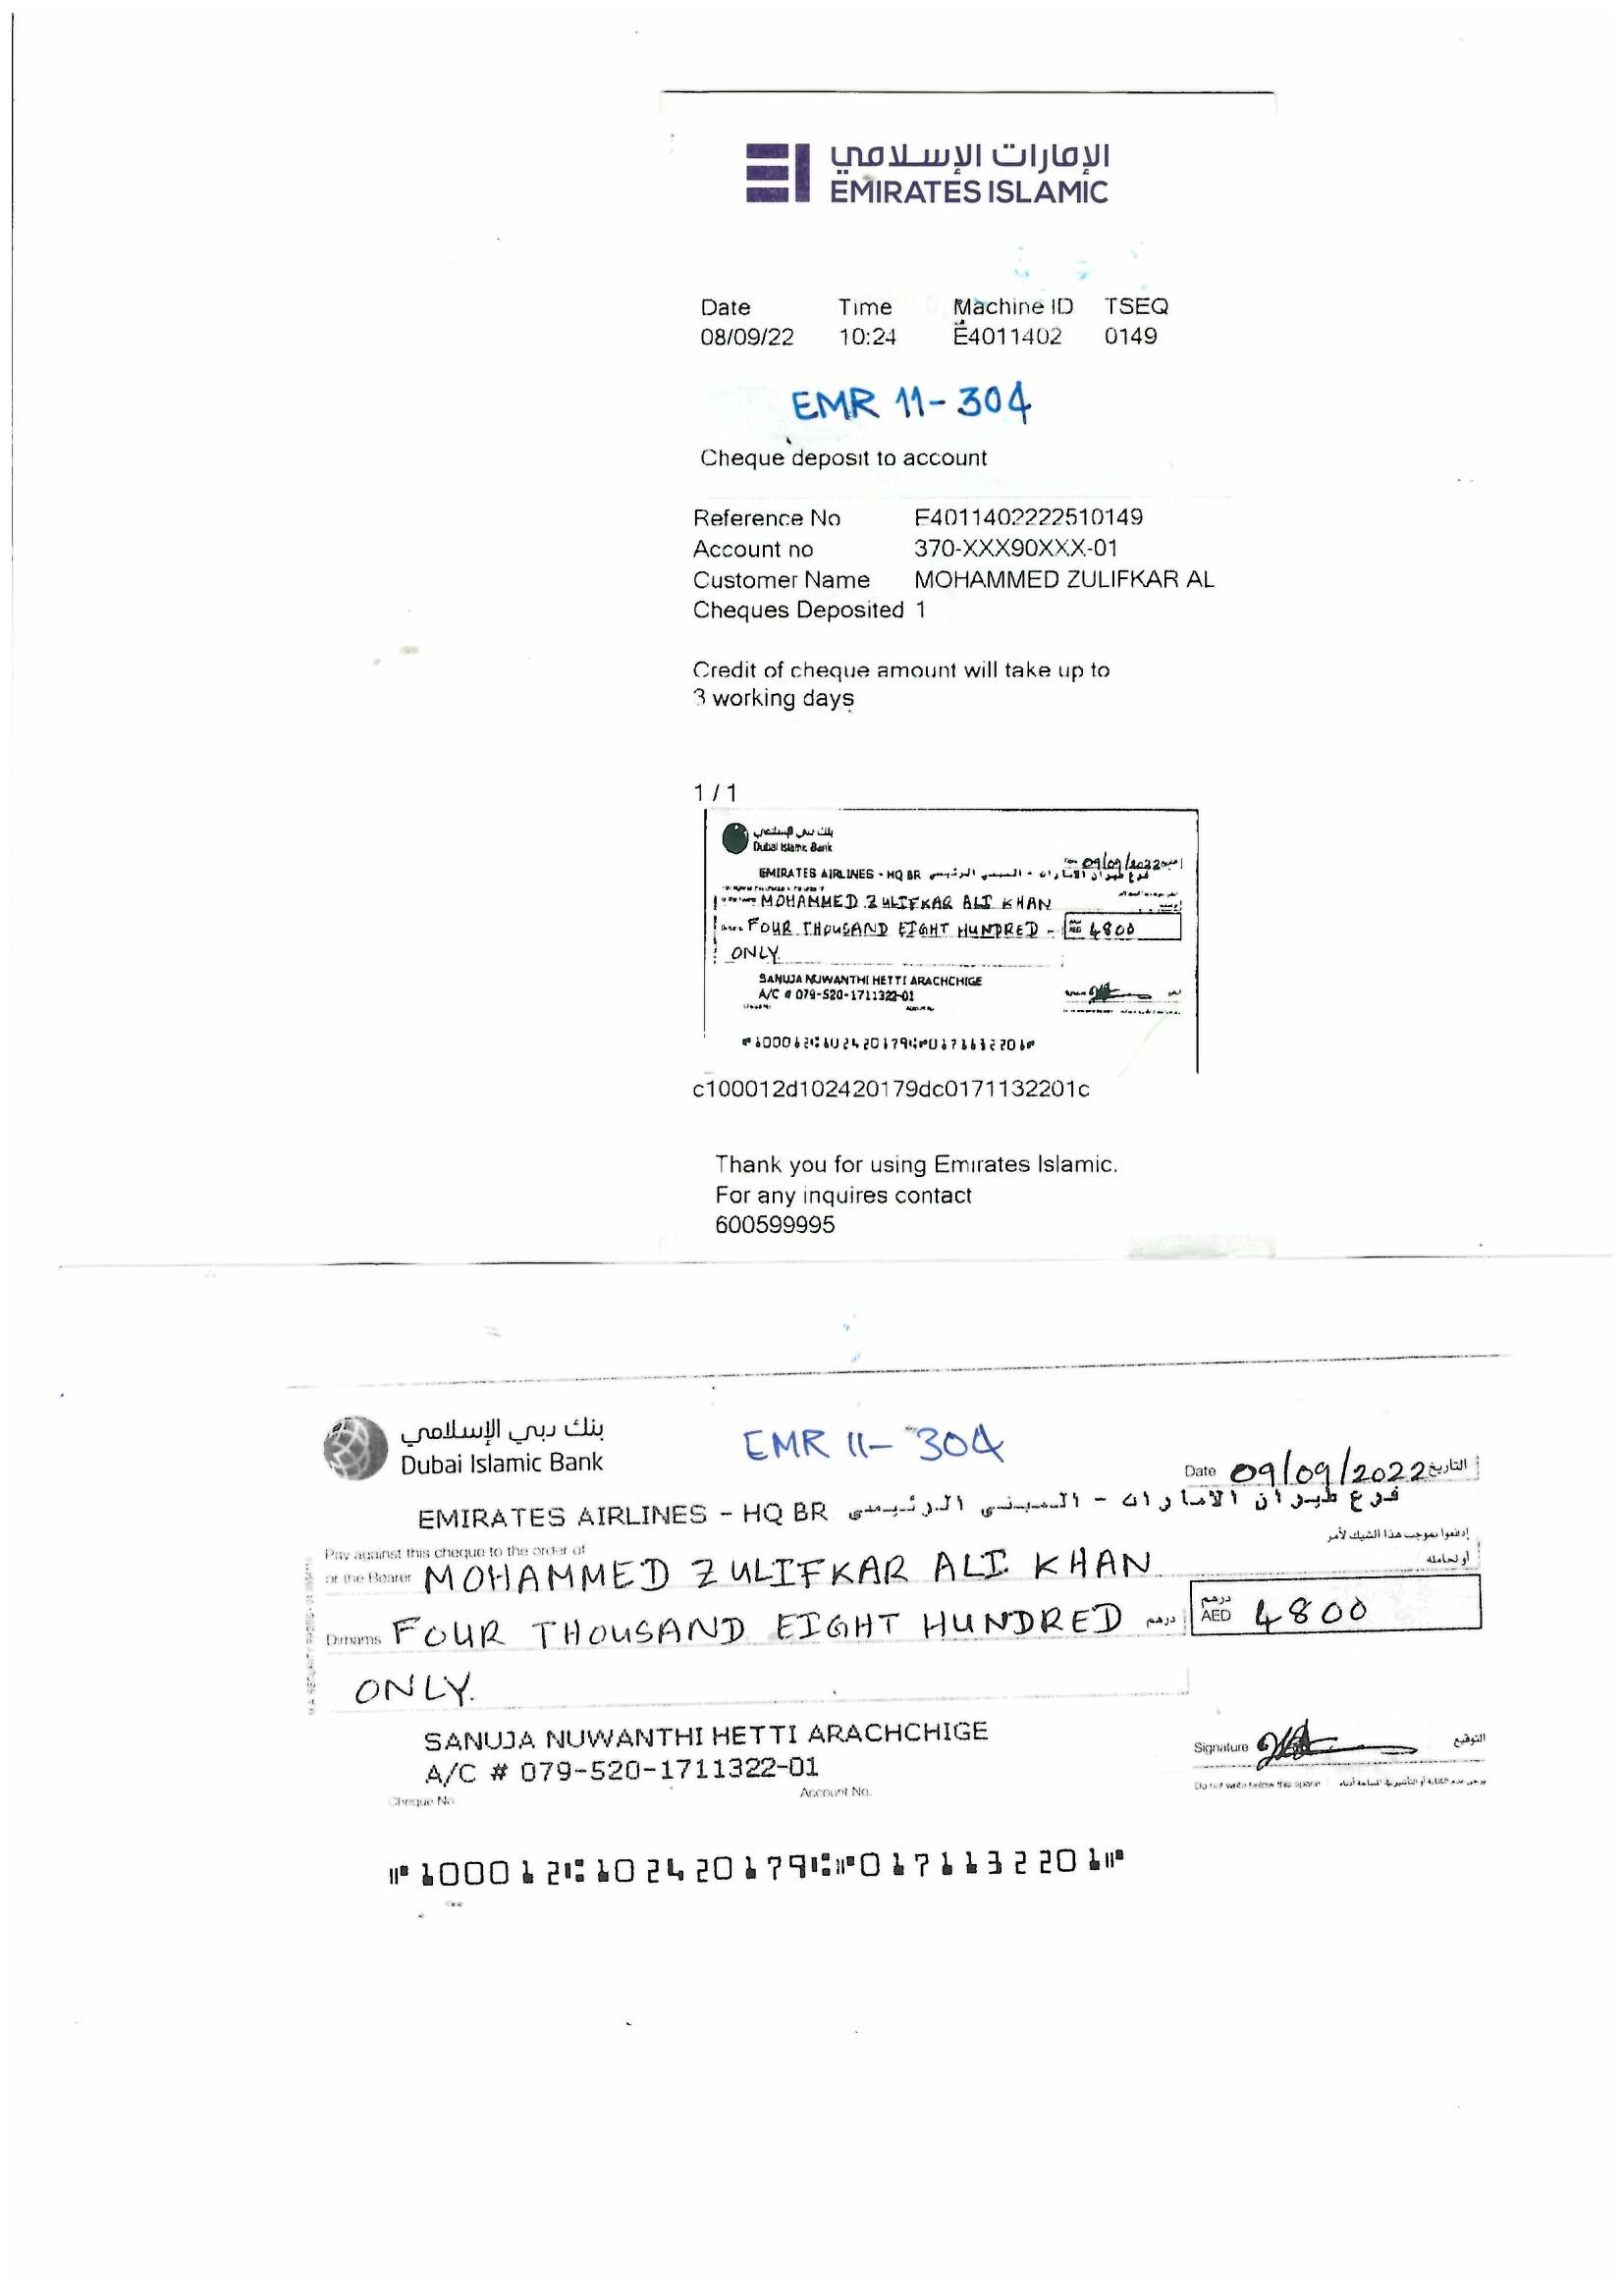 الإمارات الإسلامي
EMIRATES ISLAMIC
Date Time Machine ID TSEQ
08/09/22 10:24 E4011402 0149
EMR 11-304
Cheque deposit to account
Reference No E4011402222510149
Account no 370-XXX90XXX-01
Customer Name MOHAMMED ZULIFKAR AL
Cheques Deposited 1
Credit of cheque amount will take up to
3 working days
1 / 1
بنك دبي الإسلامي
Dubai Islamic Bank
09/09/2022
EMIRATES AIRLINES - HQ BR فرع طيران الامارات - المبنى الرئيسي
MOHAMMED ZULIFKAR ALI KHAN
FOUR THOUSAND EIGHT HUNDRED - AED 4800
ONLY
SANUJA NUWANTHI HETTI ARACHCHIGE
A/C # 079-520-1711322-01
⑈100012⑆102420179⑆⑈0171132201⑈
c100012d102420179dc0171132201c
Thank you for using Emirates Islamic.
For any inquires contact
600599995
بنك دبي الإسلامي
Dubai Islamic Bank
EMR 11- 304
Date 09/09/2022 التاريخ
EMIRATES AIRLINES - HQ BR فرع طيران الامارات - المبنى الرئيسي
Pay against this cheque to the order of إدفعوا بموجب هذا الشيك لأمر
or the Bearer MOHAMMED ZULIFKAR ALI KHAN أو لحامله
Dirhams FOUR THOUSAND EIGHT HUNDRED درهم درهم AED 4800
ONLY.
SANUJA NUWANTHI HETTI ARACHCHIGE
A/C # 079-520-1711322-01
Signature التوقيع
Cheque No. Account No.
Do not write below this space يرجى عدم الكتابة أو التأشير في المساحة أدناه
⑈100012⑆102420179⑆⑈0171132201⑈